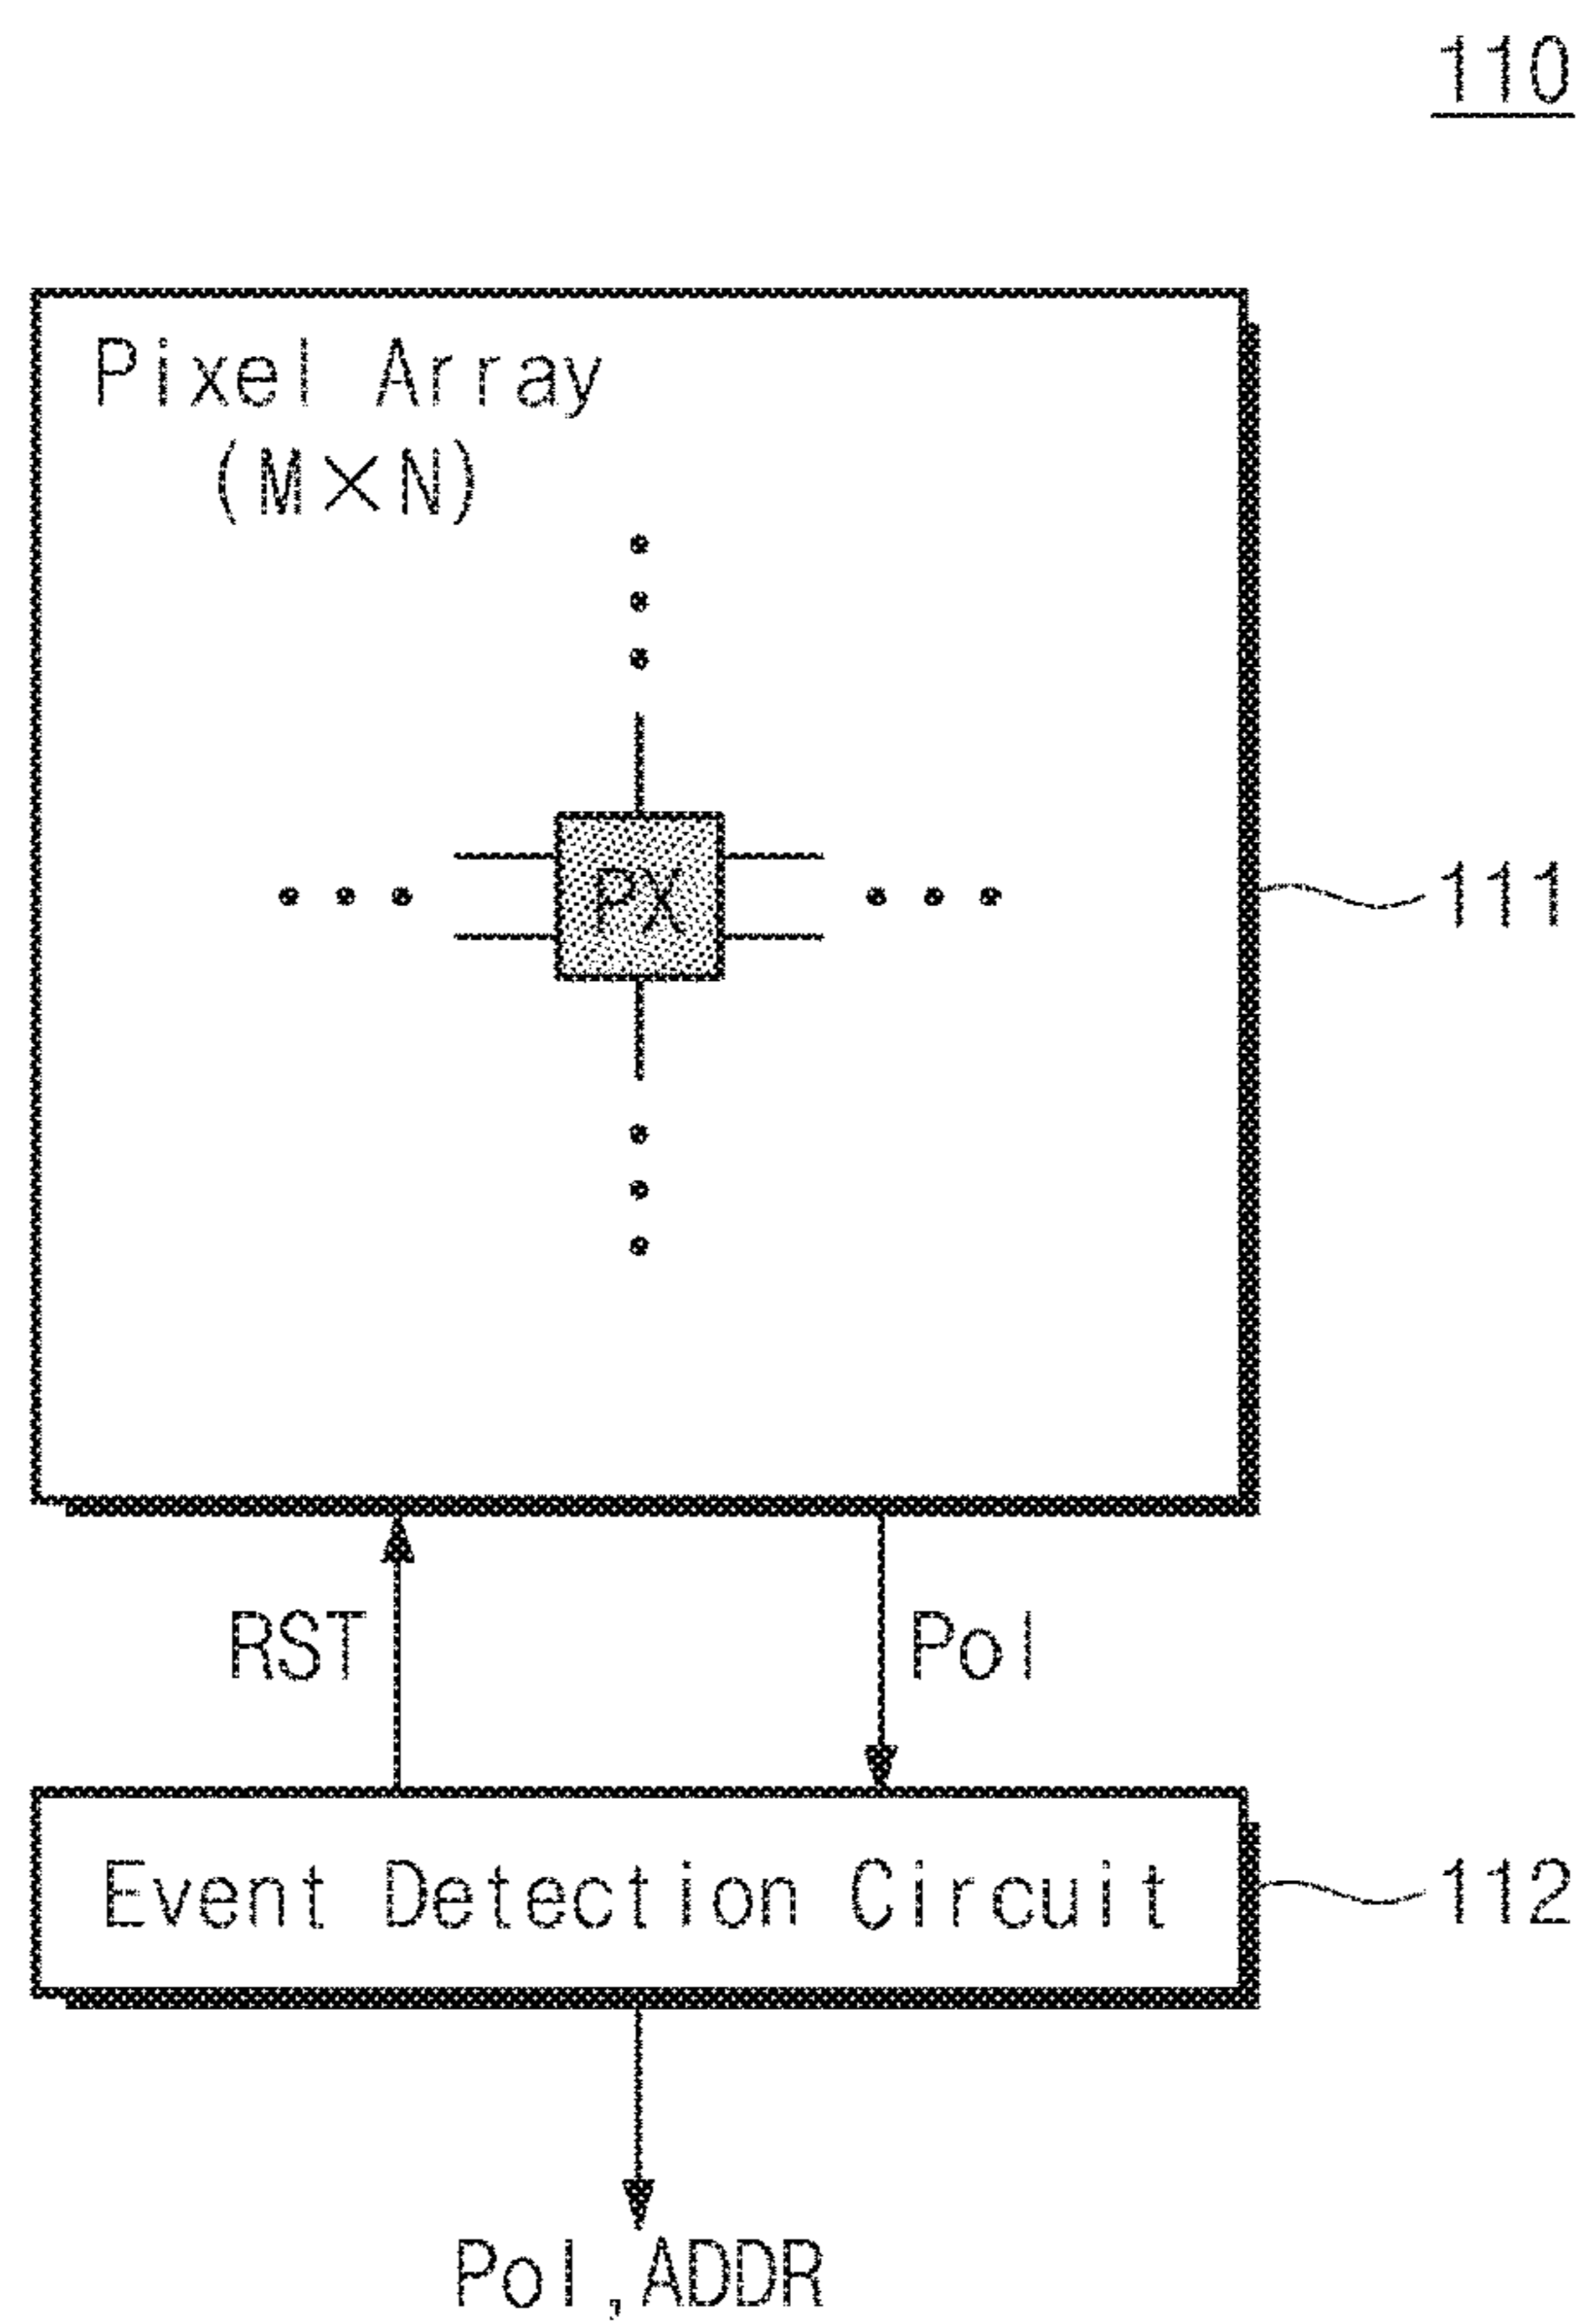 110
Pixel Array
(M×N)
PX
111
RST
Pol
Event Detection Circuit
112
Pol,ADDR